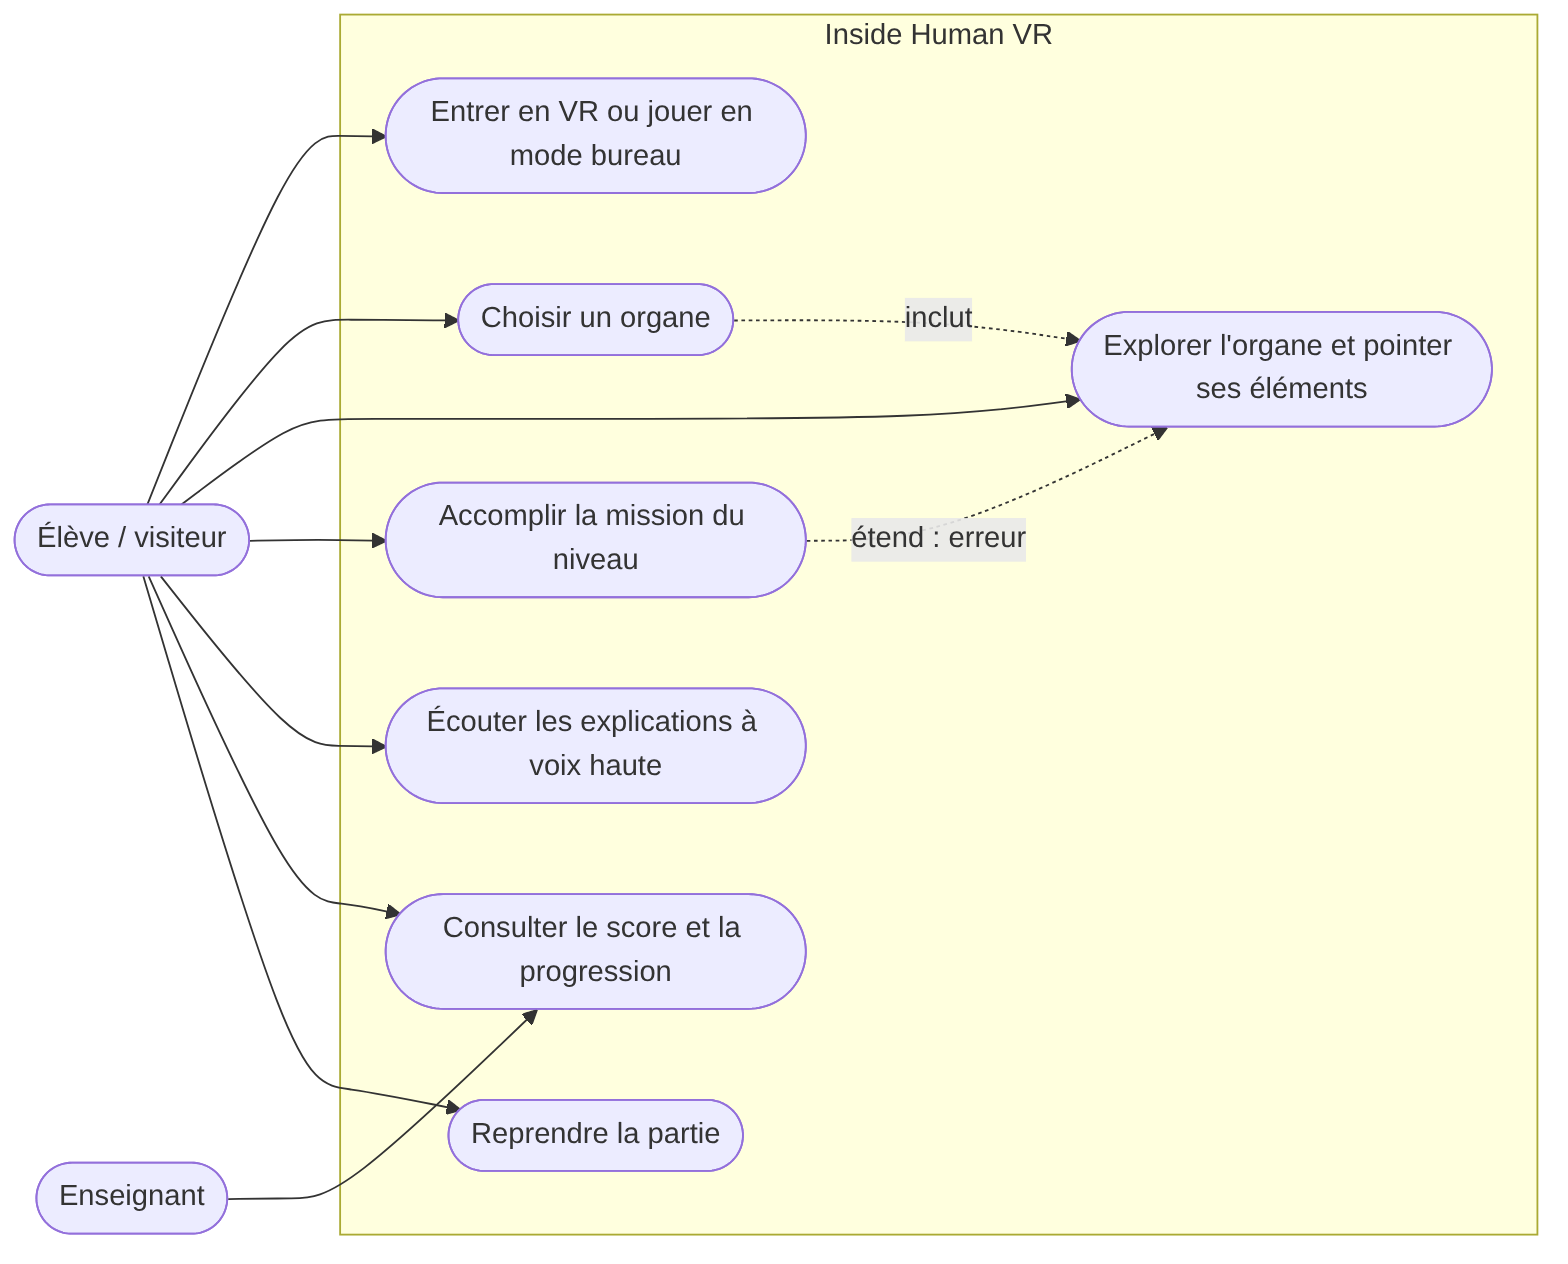 Inside Human VR
Entrer en VR ou jouer en
mode bureau
Choisir un organe
inclut
Explorer l'organe et pointer
ses éléments
Élève / visiteur
Accomplir la mission du
niveau
étend : erreur
Écouter les explications à
voix haute
Consulter le score et la
progression
Reprendre la partie
Enseignant